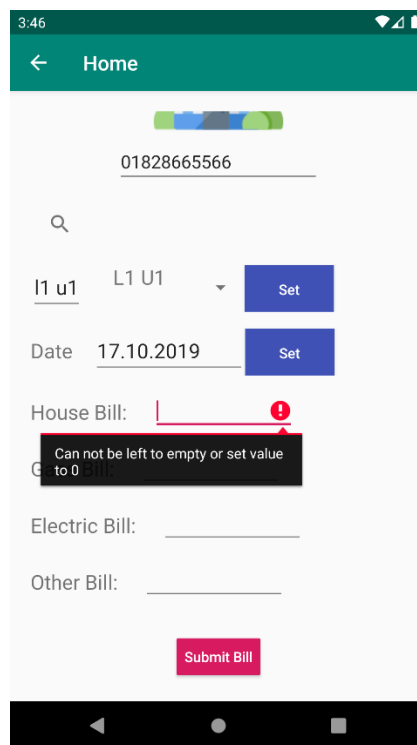 3:46
Home
01828665566
l1 u1 L1 U1 Set
Date 17.10.2019 Set
House Bill:
Can not be left to empty or set value
to 0
Bill:
Electric Bill:
Other Bill:
Submit Bill